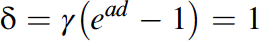 δ = γ(e^{ad} − 1) = 1